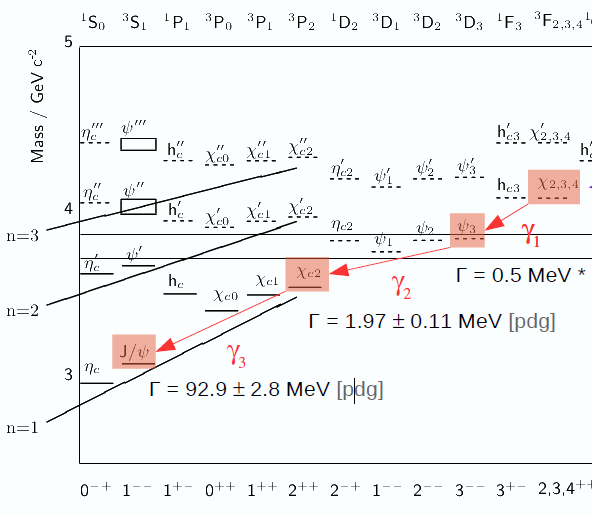 ¹S₀ ³S₁ ¹P₁ ³P₀ ³P₁ ³P₂ ¹D₂ ³D₁ ³D₂ ³D₃ ¹F₃ ³F₂,₃,₄
5
Mass / GeV c⁻²
η‴c ψ‴ h″c χ″c0 χ″c1 χ″c2 η′c2 ψ′₁ ψ′₂ ψ′₃ h′c3 χ′₂,₃,₄ h′c
4
η″c ψ″ h′c χ′c0 χ′c1 χ′c2 ηc2 ψ₁ ψ₂ ψ₃ hc3 χ₂,₃,₄
n=3
γ₁
η′c ψ′ hc χc0 χc1 χc2
γ₂
Γ = 0.5 MeV *
n=2
Γ = 1.97 ± 0.11 MeV [pdg]
J/ψ
γ₃
3
ηc
Γ = 92.9 ± 2.8 MeV [pdg]
n=1
0⁻⁺ 1⁻⁻ 1⁺⁻ 0⁺⁺ 1⁺⁺ 2⁺⁺ 2⁻⁺ 1⁻⁻ 2⁻⁻ 3⁻⁻ 3⁺⁻ 2,3,4⁺⁺